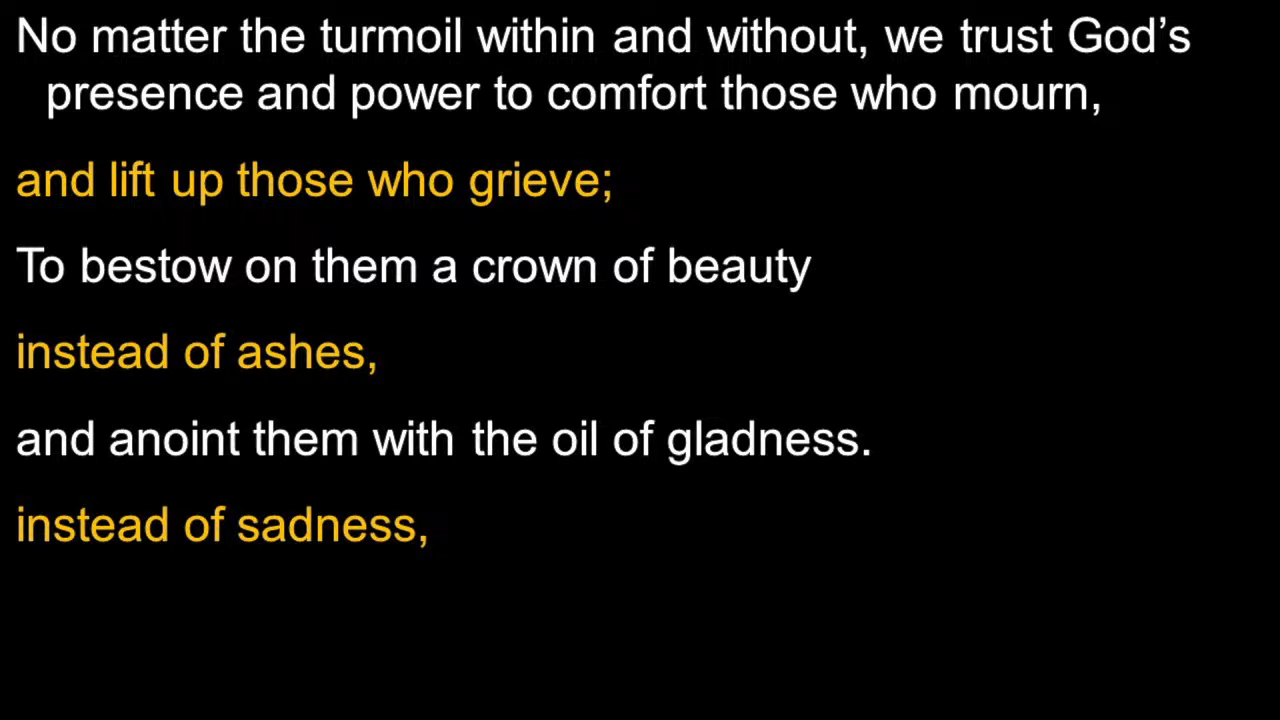 No matter the turmoil within and without, we trust God’s
presence and power to comfort those who mourn,
and lift up those who grieve;
To bestow on them a crown of beauty
instead of ashes,
and anoint them with the oil of gladness.
instead of sadness,